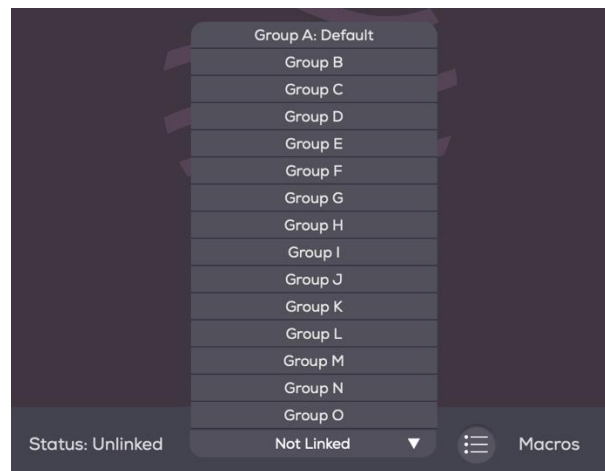 Group A: Default
Group B
Group C
Group D
Group E
Group F
Group G
Group H
Group I
Group J
Group K
Group L
Group M
Group N
Group O
Status: Unlinked Not Linked Macros